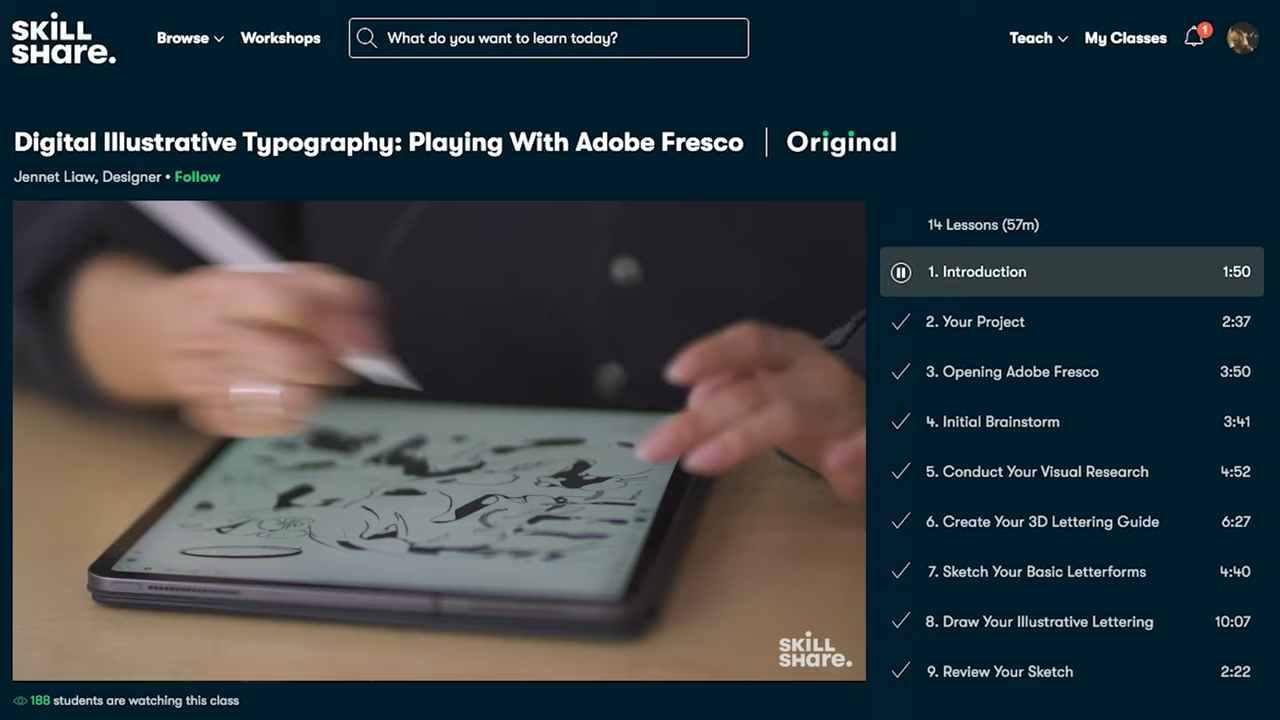 SKILL
SHare.
Browse
Workshops
What do you want to learn today?
Teach
My Classes
1
Digital Illustrative Typography: Playing With Adobe Fresco | Original
Jennet Liaw, Designer • Follow
14 Lessons (57m)
1. Introduction 1:50
2. Your Project 2:37
3. Opening Adobe Fresco 3:50
4. Initial Brainstorm 3:41
5. Conduct Your Visual Research 4:52
6. Create Your 3D Lettering Guide 6:27
7. Sketch Your Basic Letterforms 4:40
8. Draw Your Illustrative Lettering 10:07
9. Review Your Sketch 2:22
SKILL
SHare.
188 students are watching this class